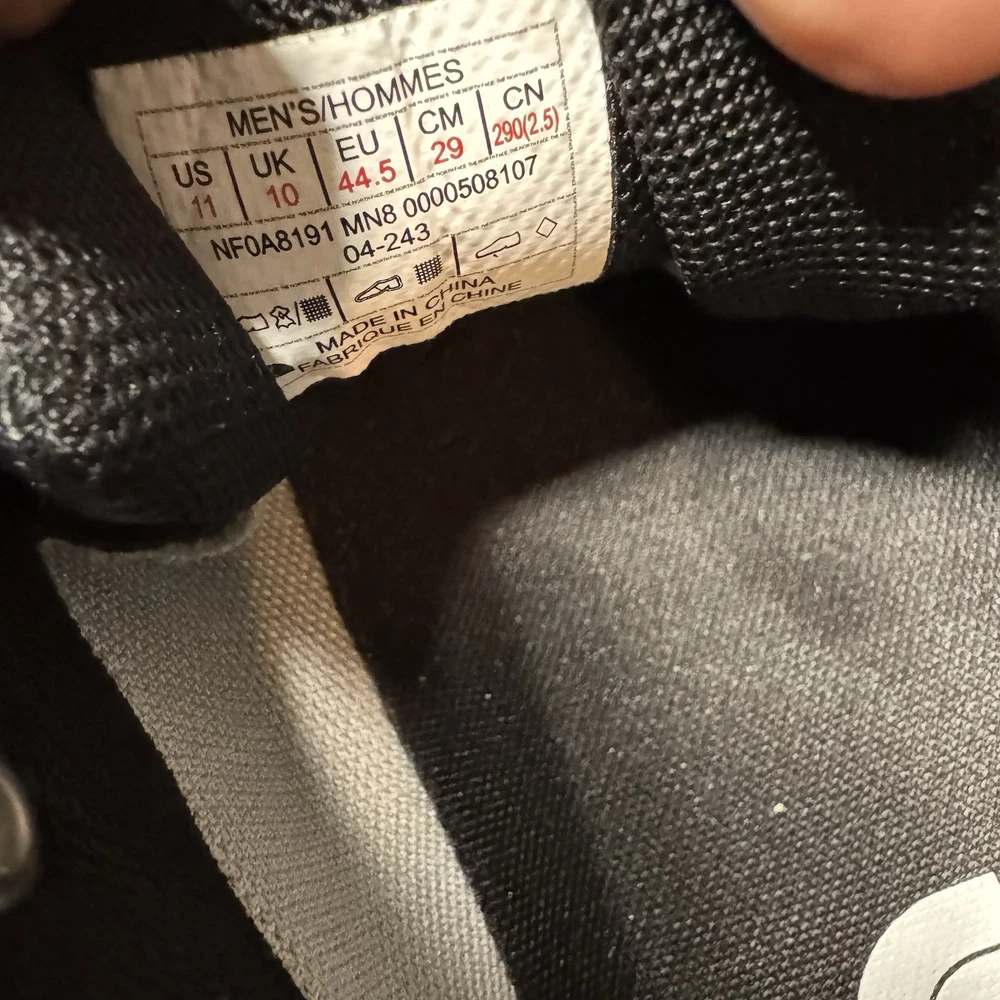 MEN'S/HOMMES
US UK EU CM CN
11 10 44.5 29 290(2.5)
NF0A8191 MN8 0000508107
04-243
MADE IN CHINA
FABRIQUE EN CHINE